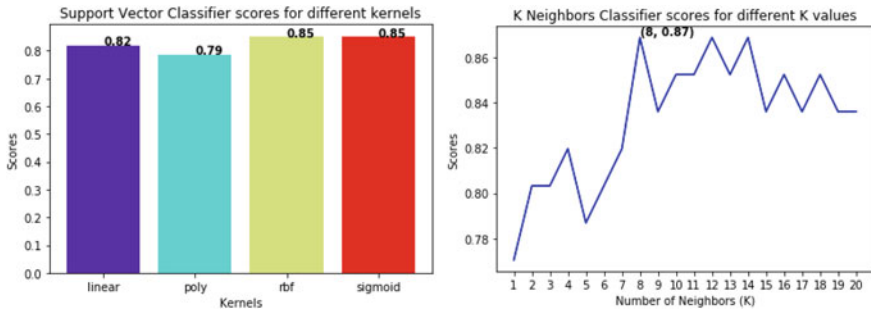 Support Vector Classifier scores for different kernels
0.8
0.7
0.6
0.5
0.4
0.3
0.2
0.1
0.0
Scores
0.82
0.79
0.85
0.85
linear poly rbf sigmoid
Kernels
K Neighbors Classifier scores for different K values
(8, 0.87)
0.86
0.84
0.82
0.80
0.78
Scores
1 2 3 4 5 6 7 8 9 10 11 12 13 14 15 16 17 18 19 20
Number of Neighbors (K)